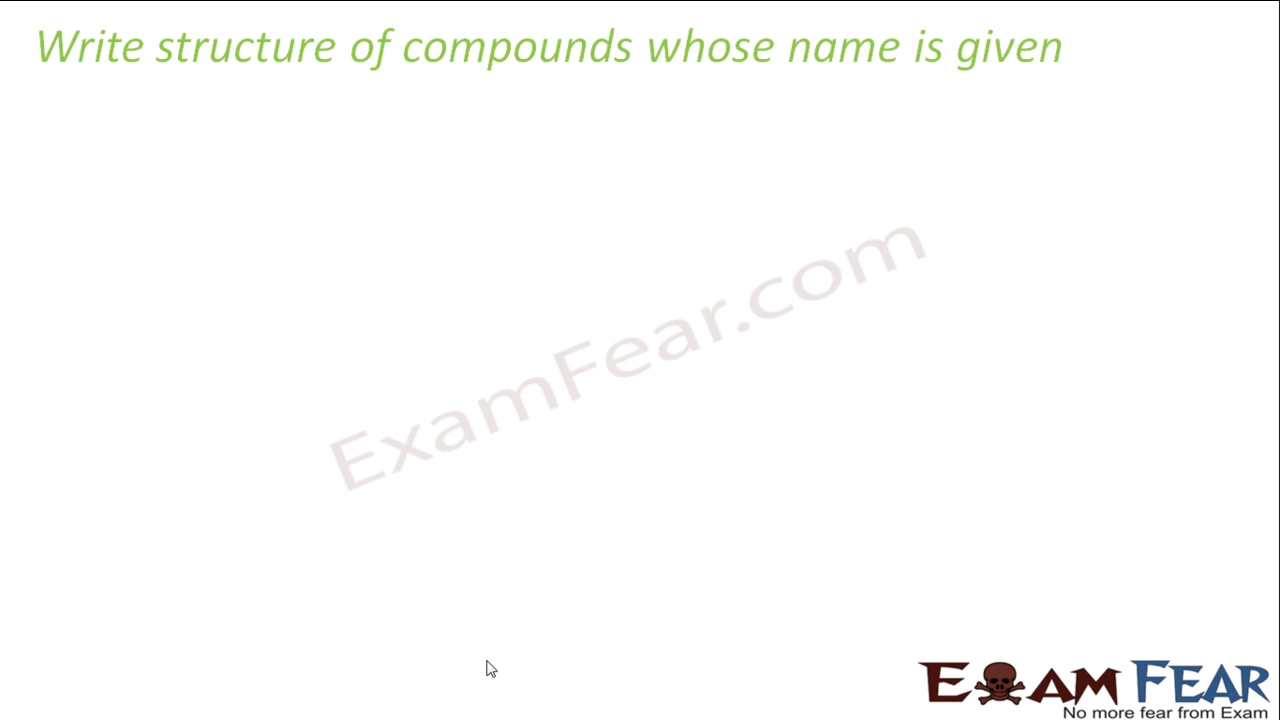 Write structure of compounds whose name is given
ExamFear.com
EXAM FEAR
No more fear from Exam